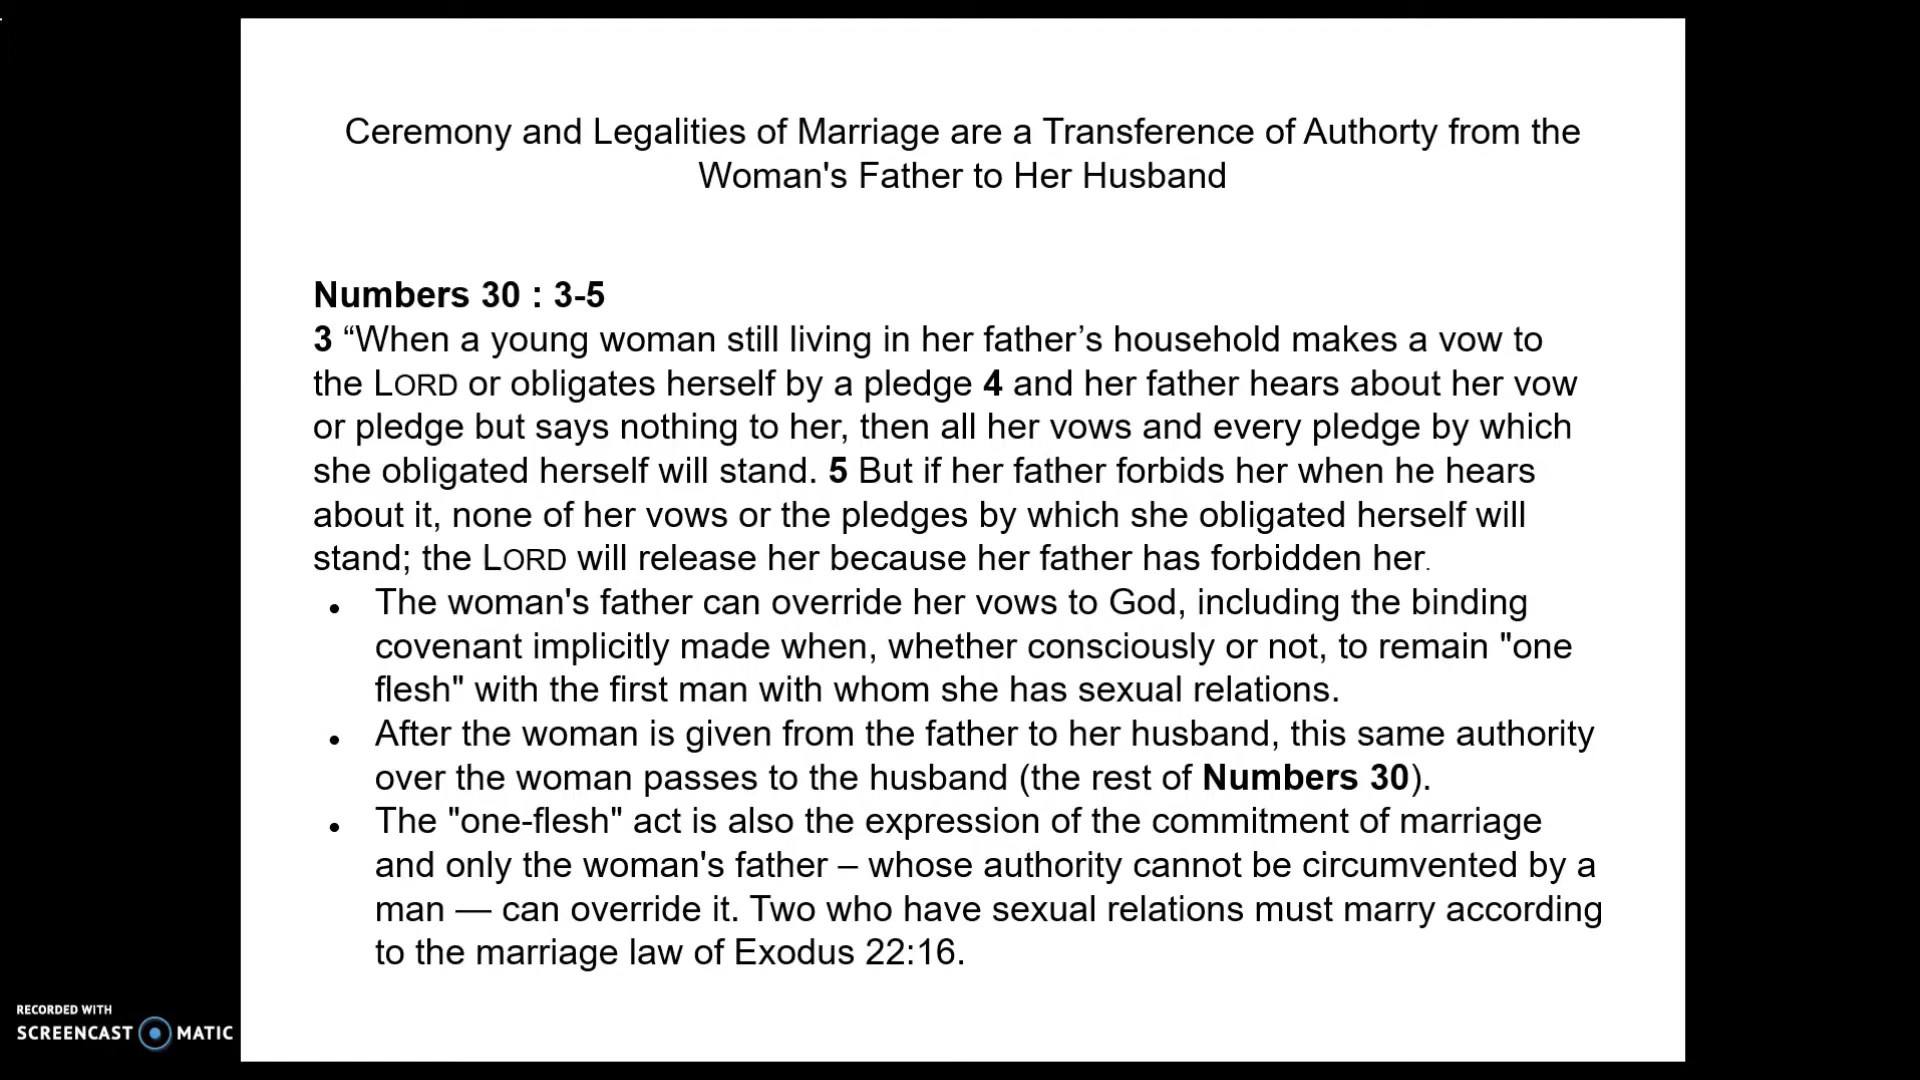 Ceremony and Legalities of Marriage are a Transference of Authorty from the
Woman's Father to Her Husband
Numbers 30 : 3-5
3 “When a young woman still living in her father’s household makes a vow to
the LORD or obligates herself by a pledge 4 and her father hears about her vow
or pledge but says nothing to her, then all her vows and every pledge by which
she obligated herself will stand. 5 But if her father forbids her when he hears
about it, none of her vows or the pledges by which she obligated herself will
stand; the LORD will release her because her father has forbidden her.
• The woman's father can override her vows to God, including the binding
covenant implicitly made when, whether consciously or not, to remain "one
flesh" with the first man with whom she has sexual relations.
• After the woman is given from the father to her husband, this same authority
over the woman passes to the husband (the rest of Numbers 30).
• The "one-flesh" act is also the expression of the commitment of marriage
and only the woman's father – whose authority cannot be circumvented by a
man — can override it. Two who have sexual relations must marry according
to the marriage law of Exodus 22:16.
RECORDED WITH
SCREENCAST MATIC